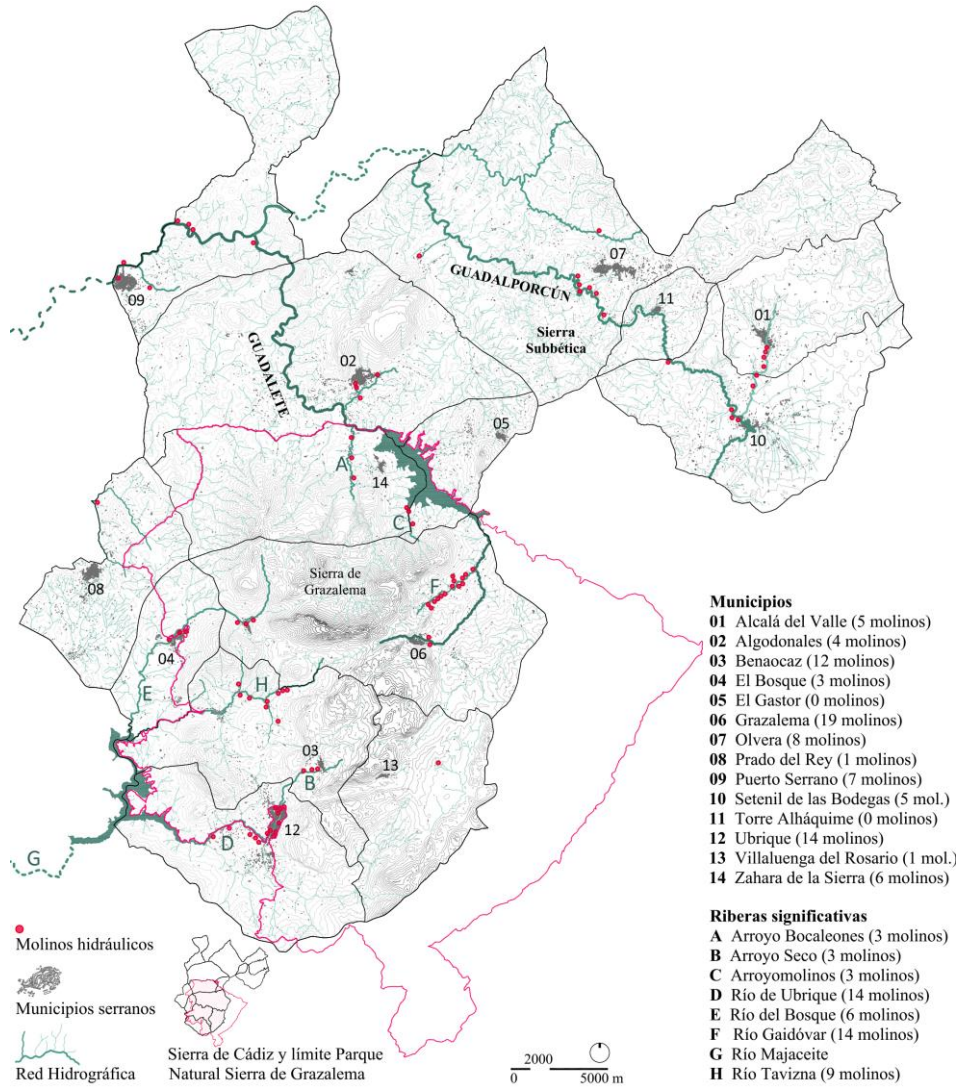 07
GUADALPORCÚN
09
11
01
Sierra
Subbética
GUADALETE
02
05
10
A
14
C
08
Sierra de
Grazalema
F
04
06
E
H
03
B
13
12
D
G
Molinos hidráulicos
Municipios serranos
Red Hidrográfica
Sierra de Cádiz y límite Parque
Natural Sierra de Grazalema
2000
0 5000 m
Municipios
01 Alcalá del Valle (5 molinos)
02 Algodonales (4 molinos)
03 Benaocaz (12 molinos)
04 El Bosque (3 molinos)
05 El Gastor (0 molinos)
06 Grazalema (19 molinos)
07 Olvera (8 molinos)
08 Prado del Rey (1 molinos)
09 Puerto Serrano (7 molinos)
10 Setenil de las Bodegas (5 mol.)
11 Torre Alháquime (0 molinos)
12 Ubrique (14 molinos)
13 Villaluenga del Rosario (1 mol.)
14 Zahara de la Sierra (6 molinos)
Riberas significativas
A Arroyo Bocaleones (3 molinos)
B Arroyo Seco (3 molinos)
C Arroyomolinos (3 molinos)
D Río de Ubrique (14 molinos)
E Río del Bosque (6 molinos)
F Río Gaidóvar (14 molinos)
G Río Majaceite
H Río Tavizna (9 molinos)